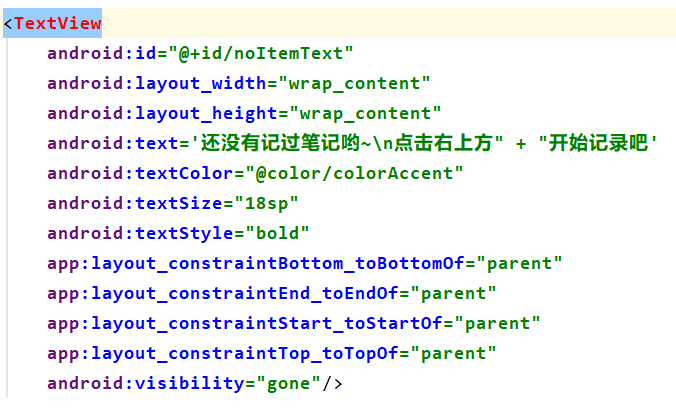 <TextView
android:id="@+id/noItemText"
android:layout_width="wrap_content"
android:layout_height="wrap_content"
android:text='还没有记过笔记哟~\n点击右上方" + "开始记录吧'
android:textColor="@color/colorAccent"
android:textSize="18sp"
android:textStyle="bold"
app:layout_constraintBottom_toBottomOf="parent"
app:layout_constraintEnd_toEndOf="parent"
app:layout_constraintStart_toStartOf="parent"
app:layout_constraintTop_toTopOf="parent"
android:visibility="gone"/>